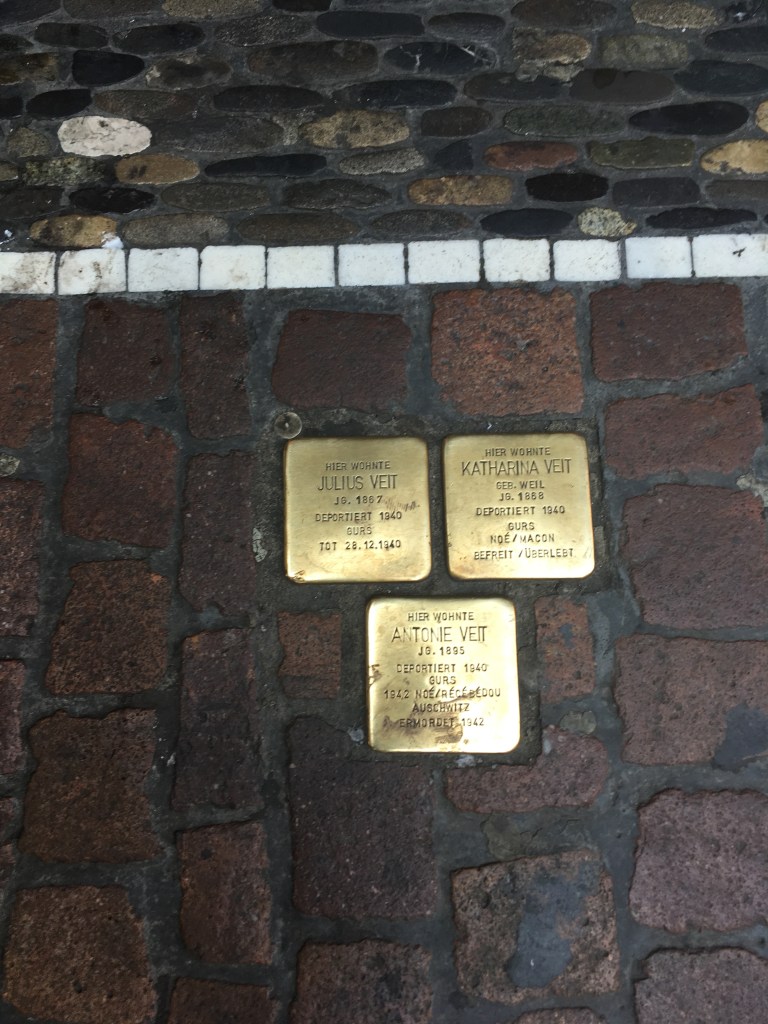 HIER WOHNTE
JULIUS VEIT
JG. 1867
DEPORTIERT 1940
GURS
TOT 28.12.1940
HIER WOHNTE
KATHARINA VEIT
GEB. WEIL
JG. 1868
DEPORTIERT 1940
GURS
NOÉ/MACON
BEFREIT/ÜBERLEBT
HIER WOHNTE
ANTONIE VEIT
JG. 1895
DEPORTIERT 1940
GURS
1942 NOÉ/RÉCÉBÉDOU
AUSCHWITZ
ERMORDET 1942